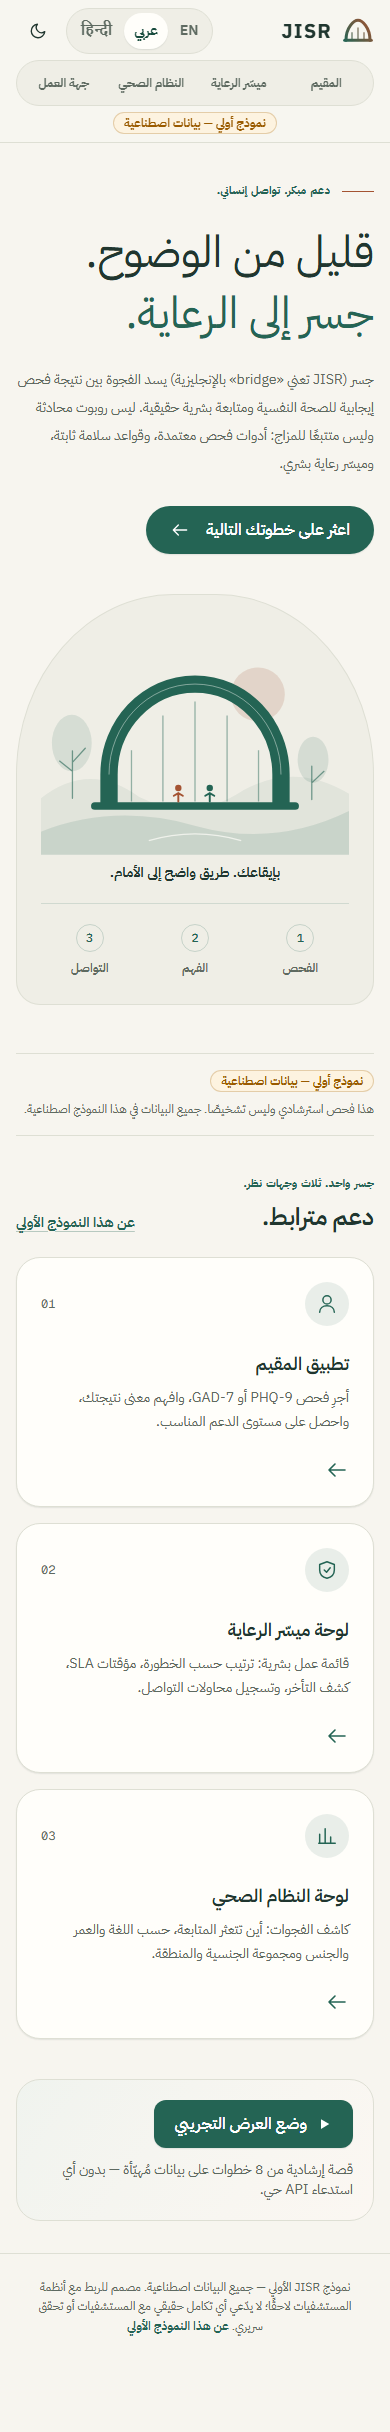 JISR
EN
عربي
हिन्दी
المقيم
ميسّر الرعاية
النظام الصحي
جهة العمل
نموذج أولي — بيانات اصطناعية
دعم مبكر. تواصل إنساني.
قليل من الوضوح.
جسر إلى الرعاية.
جسر (JISR تعني «bridge» بالإنجليزية) يسد الفجوة بين نتيجة فحص
إيجابية للصحة النفسية ومتابعة بشرية حقيقية. ليس روبوت محادثة
وليس متتبعًا للمزاج: أدوات فحص معتمدة، وقواعد سلامة ثابتة،
وميسّر رعاية بشري.
اعثر على خطوتك التالية
بإيقاعك. طريق واضح إلى الأمام.
1
الفحص
2
الفهم
3
التواصل
نموذج أولي — بيانات اصطناعية
هذا فحص استرشادي وليس تشخيصًا. جميع البيانات في هذا النموذج اصطناعية.
جسر واحد. ثلاث وجهات نظر.
دعم مترابط.
عن هذا النموذج الأولي
01
تطبيق المقيم
أجرِ فحص PHQ-9 أو GAD-7، وافهم معنى نتيجتك،
واحصل على مستوى الدعم المناسب.
02
لوحة ميسّر الرعاية
قائمة عمل بشرية: ترتيب حسب الخطورة، مؤقتات SLA،
كشف التأخر، وتسجيل محاولات التواصل.
03
لوحة النظام الصحي
كاشف الفجوات: أين تتعثر المتابعة، حسب اللغة والعمر
والجنس ومجموعة الجنسية والمنطقة.
وضع العرض التجريبي
قصة إرشادية من 8 خطوات على بيانات مُهيّأة — بدون أي
استدعاء API حي.
نموذج JISR الأولي — جميع البيانات اصطناعية. مصمم للربط مع أنظمة
المستشفيات لاحقًا؛ لا يدّعي أي تكامل حقيقي مع المستشفيات أو تحقق
سريري. عن هذا النموذج الأولي